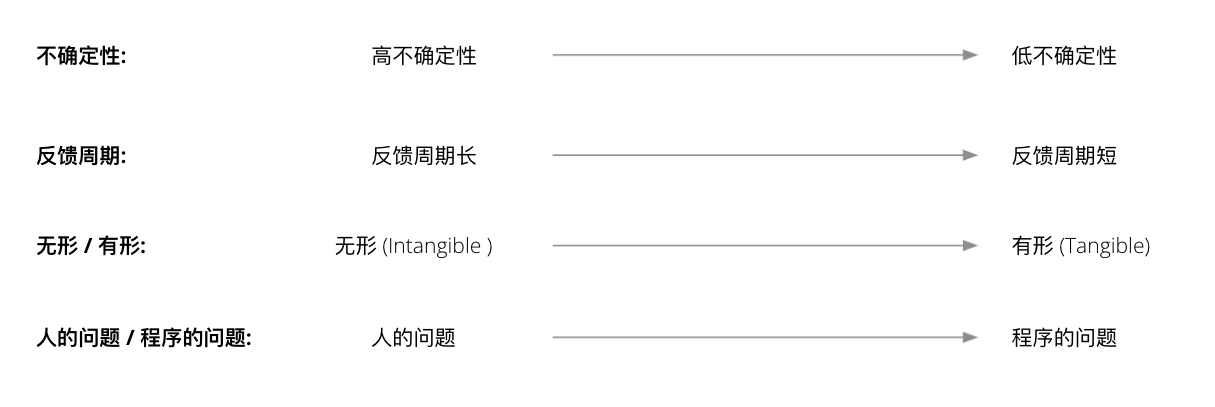 不确定性: 高不确定性 低不确定性
反馈周期: 反馈周期长 反馈周期短
无形 / 有形: 无形 (Intangible ) 有形 (Tangible)
人的问题 / 程序的问题: 人的问题 程序的问题